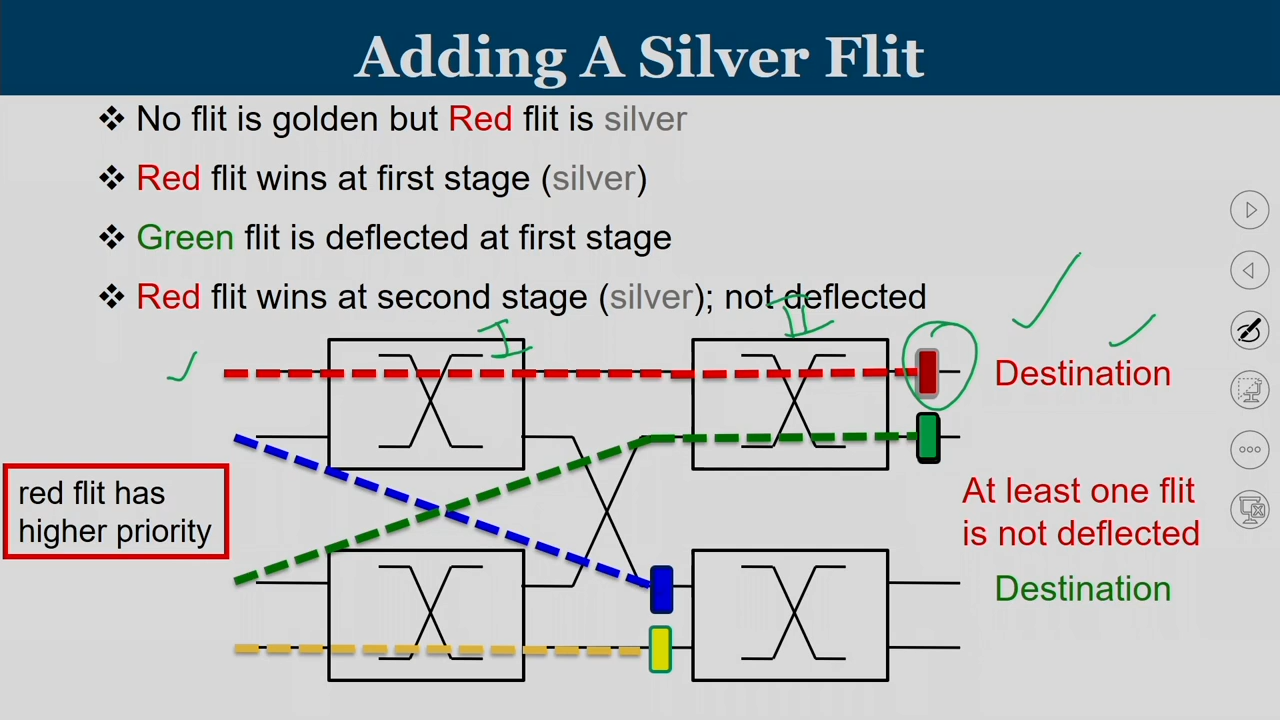 Adding A Silver Flit
❖ No flit is golden but Red flit is silver
❖ Red flit wins at first stage (silver)
❖ Green flit is deflected at first stage
❖ Red flit wins at second stage (silver); not deflected
I
II
Destination
red flit has
higher priority
At least one flit
is not deflected
Destination